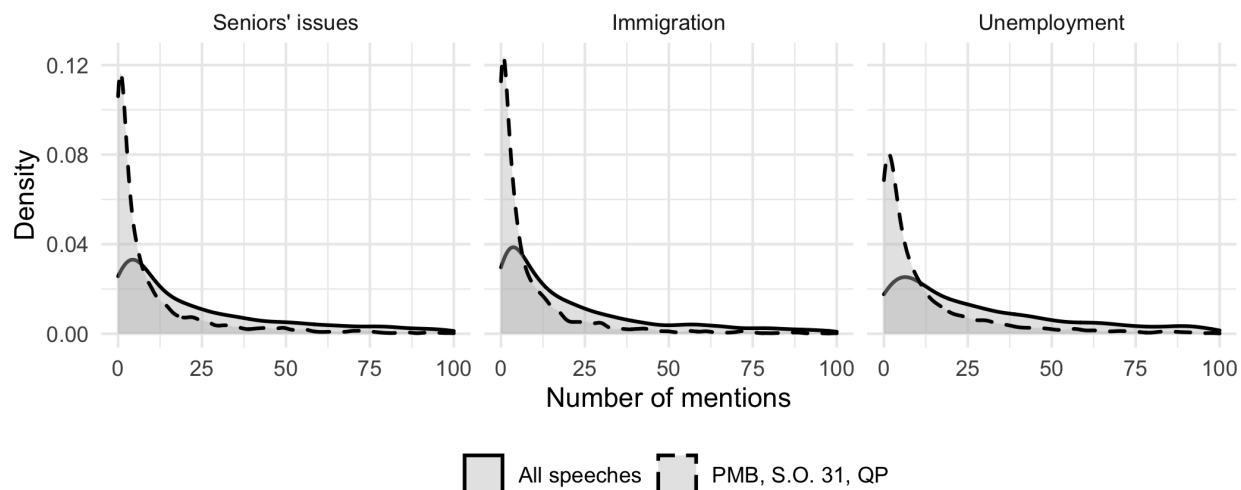 Seniors' issues
Immigration
Unemployment
Density
0.12
0.08
0.04
0.00
0 25 50 75 100
0 25 50 75 100
0 25 50 75 100
Number of mentions
All speeches
PMB, S.O. 31, QP